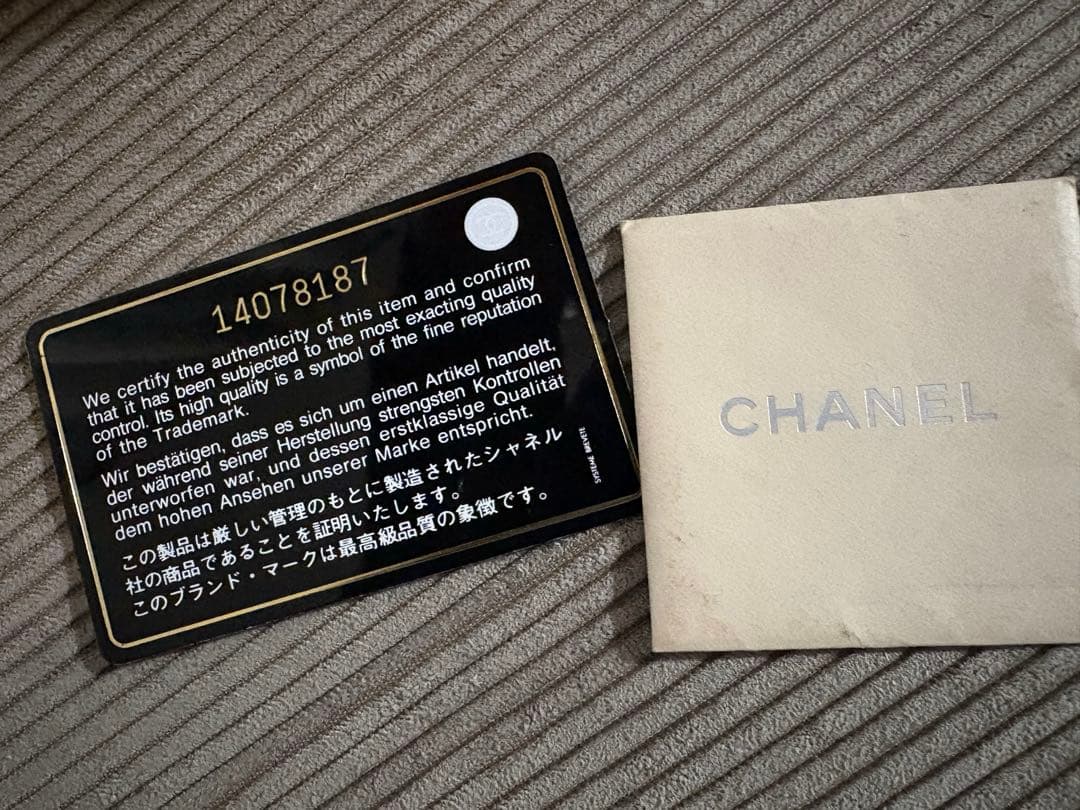 14078187
We certify the authenticity of this item and confirm
that it has been subjected to the most exacting quality
control. Its high quality is a symbol of the fine reputation
of the Trademark.
Wir bestätigen, dass es sich um einen Artikel handelt,
der während seiner Herstellung strengsten Kontrollen
unterworfen war, und dessen erstklassige Qualität
dem hohen Ansehen unserer Marke entspricht.
この製品は厳しい管理のもとに製造されたシャネル
社の商品であることを証明いたします。
このブランド・マークは最高級品質の象徴です。
CHANEL